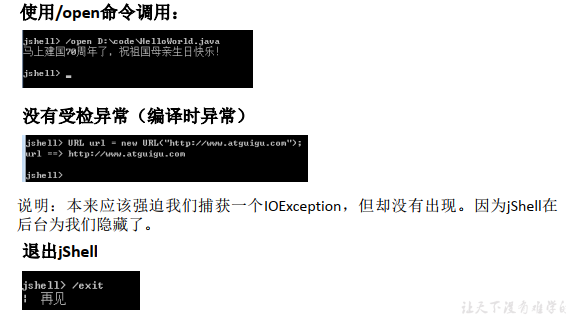 使用/open命令调用：
jshell> /open D:\code\HelloWorld.java
马上建国70周年了，祝祖国母亲生日快乐！
jshell>
没有受检异常（编译时异常）
jshell> URL url = new URL("http://www.atguigu.com");
url ==> http://www.atguigu.com
jshell>
说明：本来应该强迫我们捕获一个IOException，但却没有出现。因为jShell在
后台为我们隐藏了。
退出jShell
jshell> /exit
| 再见
让天下没有难学的技术